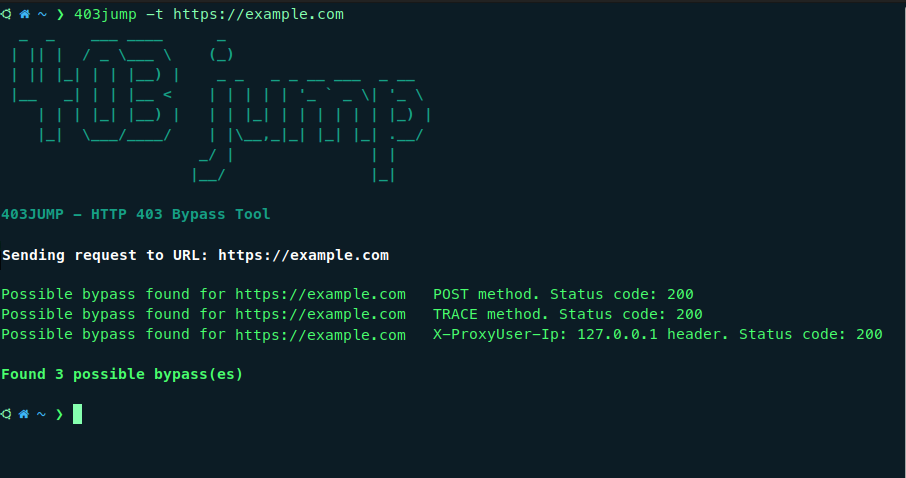 ~ ❯ 403jump -t https://example.com
403 jump
403JUMP - HTTP 403 Bypass Tool
Sending request to URL: https://example.com
Possible bypass found for https://example.com POST method. Status code: 200
Possible bypass found for https://example.com TRACE method. Status code: 200
Possible bypass found for https://example.com X-ProxyUser-Ip: 127.0.0.1 header. Status code: 200
Found 3 possible bypass(es)
~ ❯